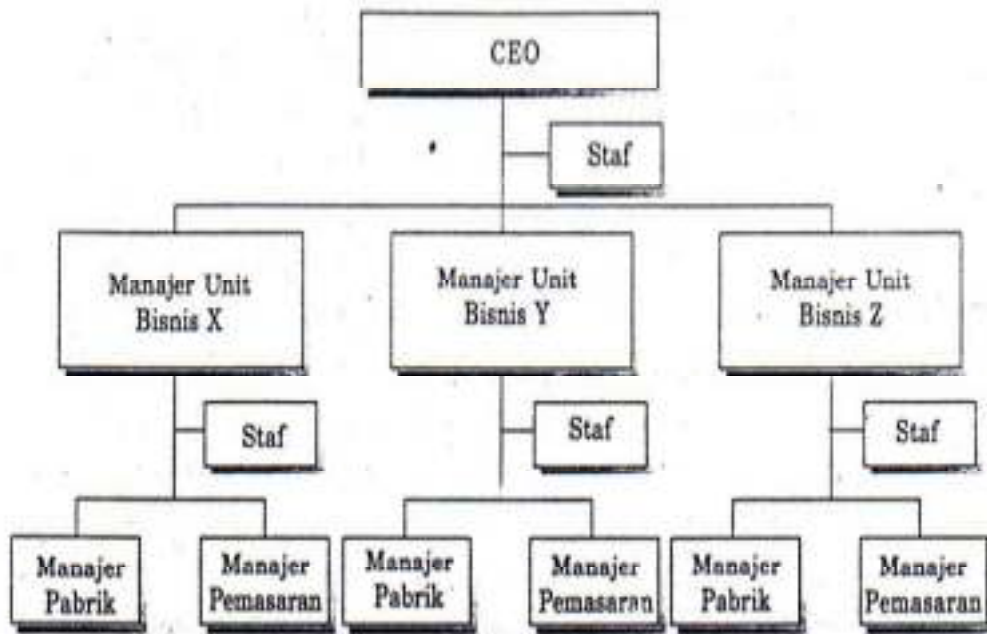 CEO
Staf
Manajer Unit
Bisnis X
Manajer Unit
Bisnis Y
Manajer Unit
Bisnis Z
Staf
Staf
Staf
Manajer
Pabrik
Manajer
Pemasaran
Manajer
Pabrik
Manajer
Pemasaran
Manajer
Pabrik
Manajer
Pemasaran